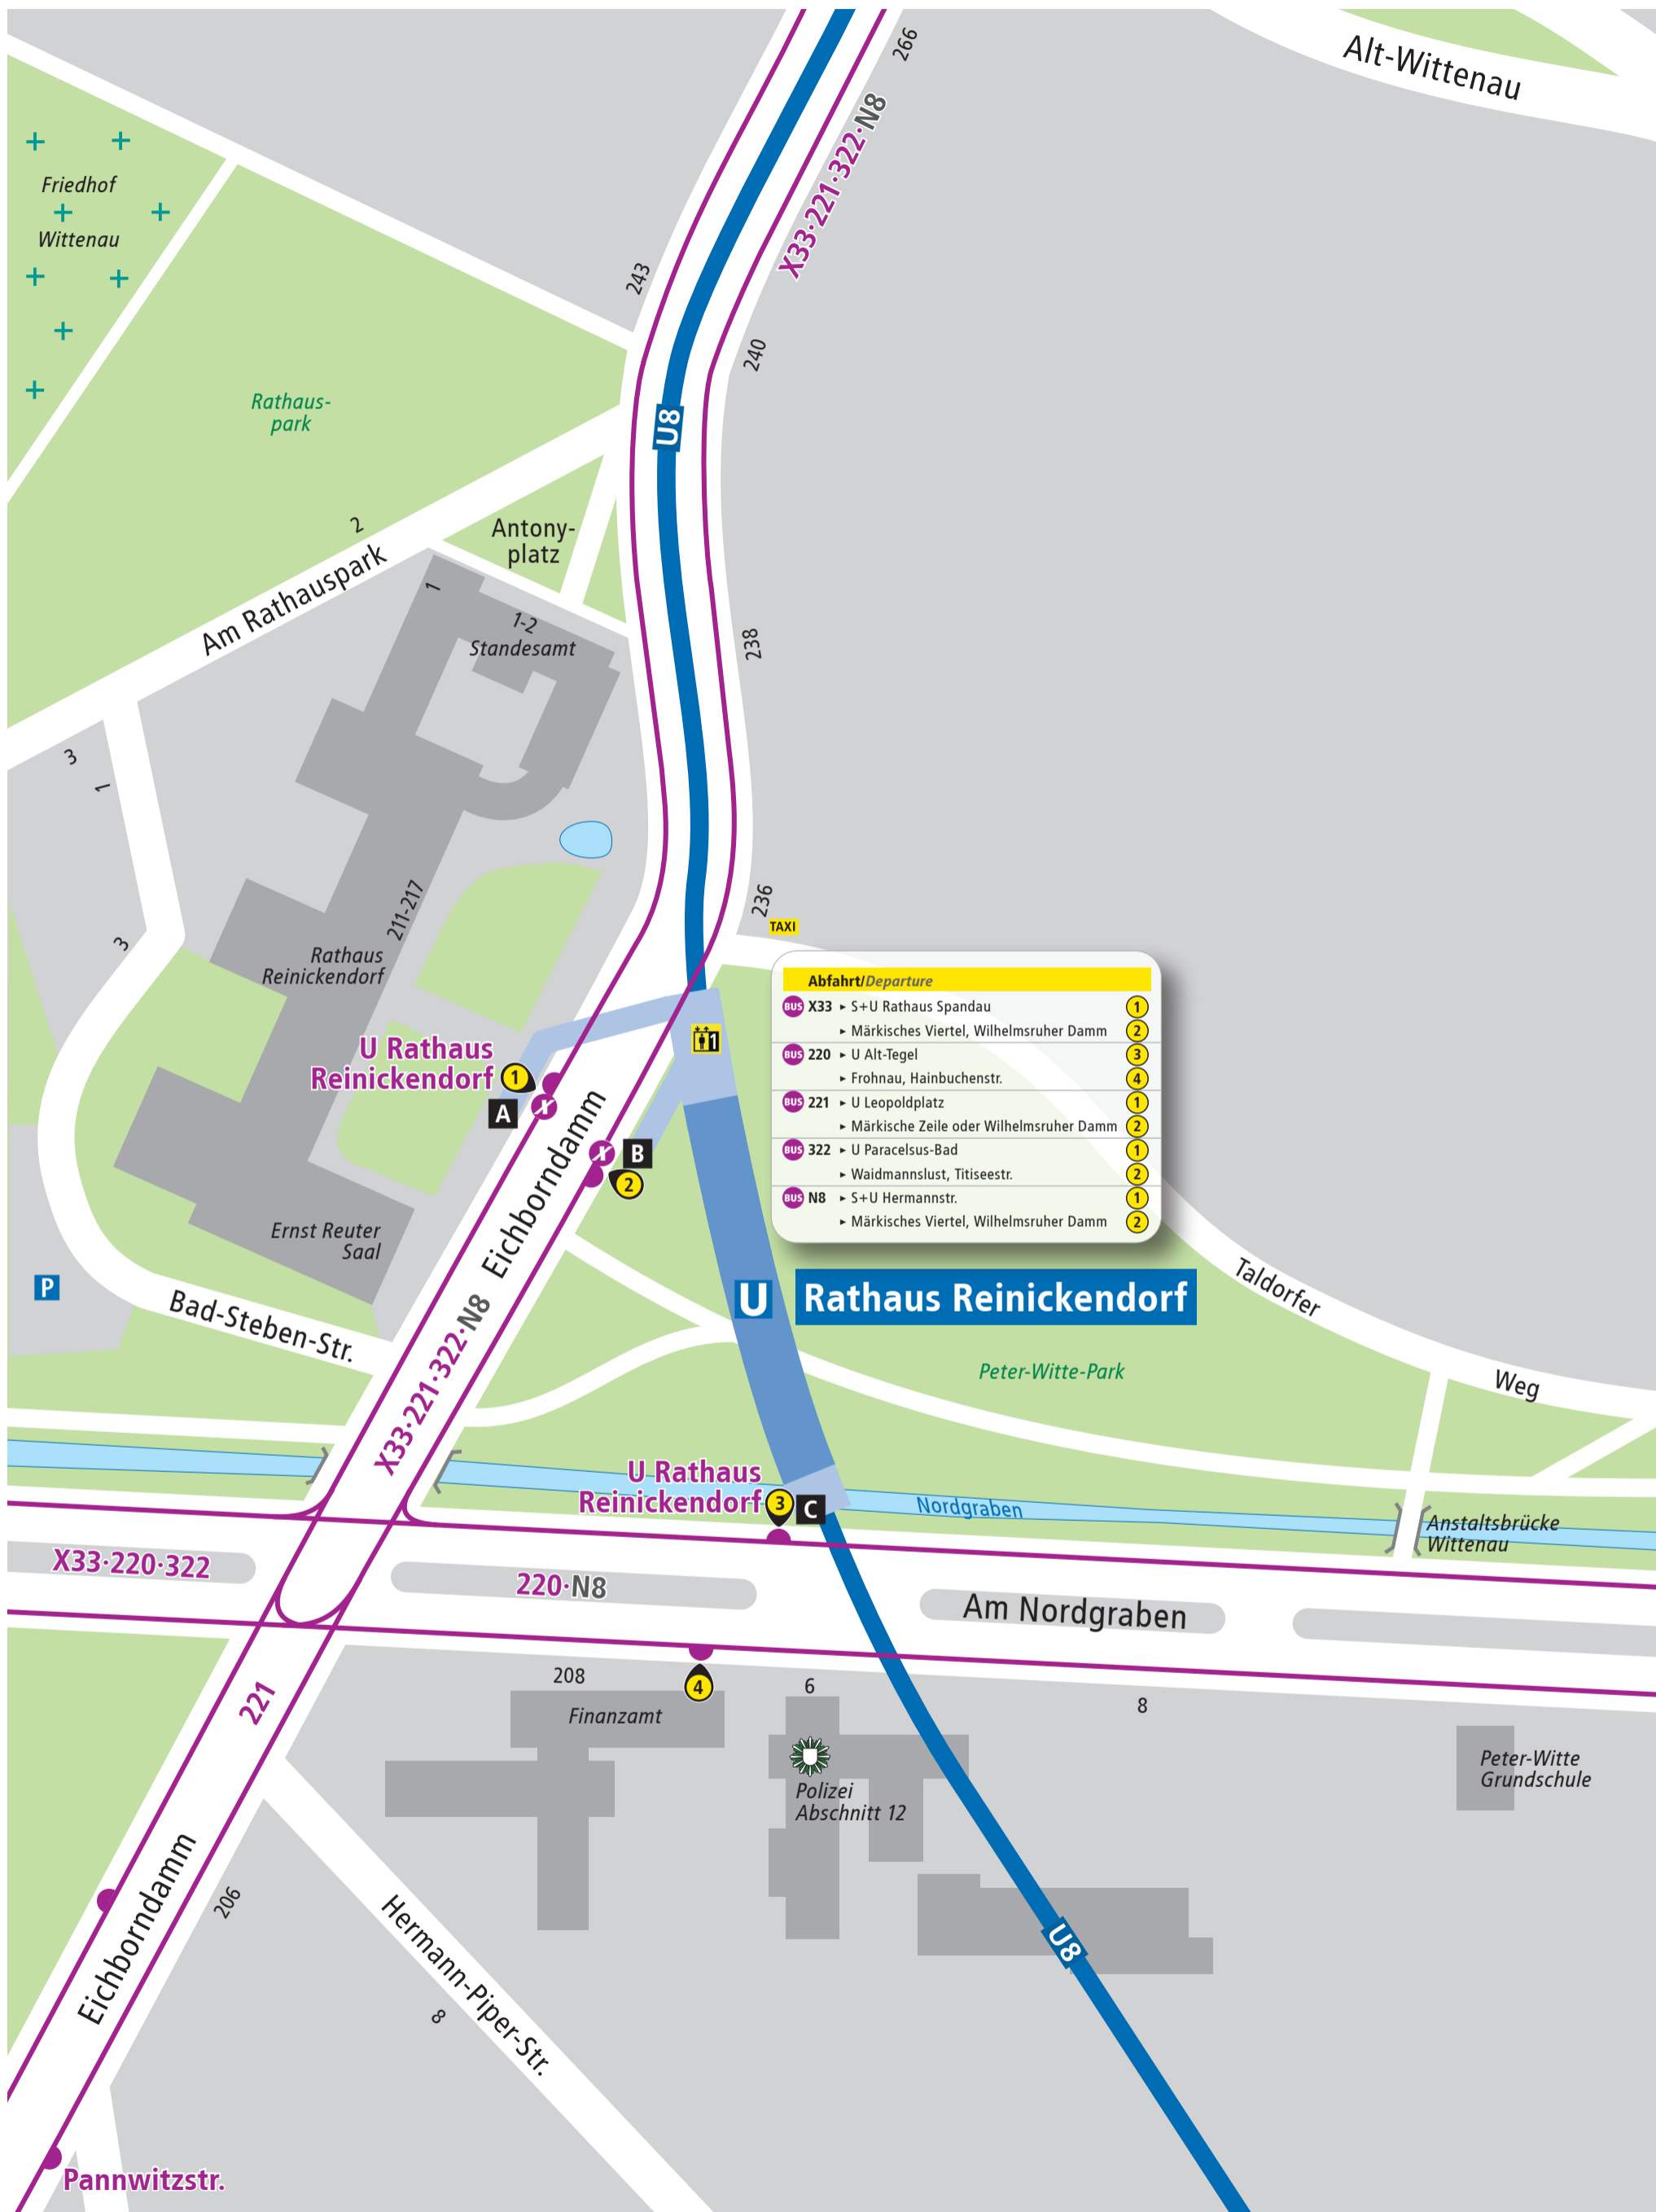 266
Alt-Wittenau
X33·221·322·N8
Friedhof
Wittenau
243
240
Rathaus-
park
U8
2
Antony-
platz
Am Rathauspark
1
1-2
Standesamt
238
3
1
236
TAXI
211-217
3
Rathaus
Reinickendorf
Abfahrt/Departure
BUS X33 ▸ S+U Rathaus Spandau 1
▸ Märkisches Viertel, Wilhelmsruher Damm 2
BUS 220 ▸ U Alt-Tegel 3
▸ Frohnau, Hainbuchenstr. 4
BUS 221 ▸ U Leopoldplatz 1
▸ Märkische Zeile oder Wilhelmsruher Damm 2
BUS 322 ▸ U Paracelsus-Bad 1
▸ Waidmannslust, Titiseestr. 2
BUS N8 ▸ S+U Hermannstr. 1
▸ Märkisches Viertel, Wilhelmsruher Damm 2
1
U Rathaus
Reinickendorf 1
A
X
X
B
2
Eichborndamm
Ernst Reuter
Saal
P
Bad-Steben-Str.
X33·221·322·N8
U Rathaus Reinickendorf
Taldorfer
Weg
Peter-Witte-Park
U Rathaus
Reinickendorf 3
C
Nordgraben
Anstaltsbrücke
Wittenau
X33·220·322
220·N8
Am Nordgraben
221
208
4
6
8
Finanzamt
Polizei
Abschnitt 12
Peter-Witte
Grundschule
Eichborndamm
206
Hermann-Piper-Str.
8
U8
Pannwitzstr.